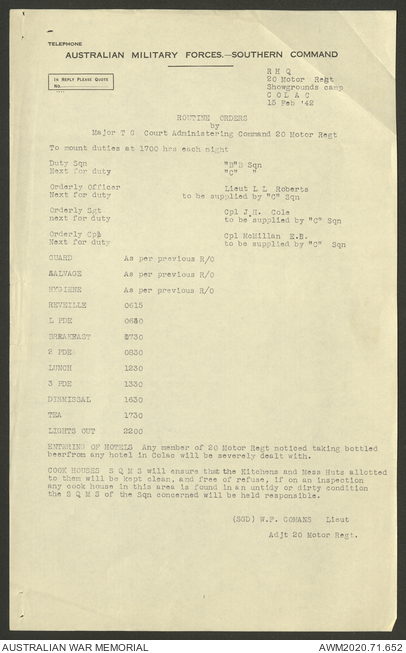 TELEPHONE
AUSTRALIAN MILITARY FORCES.—SOUTHERN COMMAND
IN REPLY PLEASE QUOTE
No.
R H Q
20 Motor Regt
Showgrounds camp
C O L A C
15 Feb '42
ROUTINE ORDERS
by
Major T G Court Administering Command 20 Motor Regt
To mount duties at 1700 hrs each night
Duty Sqn "B"B Sqn
Next for duty "C" "
Orderly Officer Lieut L L Roberts
Next for duty to be supplied by "C" Sqn
Orderly Sgt Cpl J.H. Cole
next for duty to be supplied by "C" Sqn
Orderly Cpl Cpl McMillan E.B.
Next for duty to be supplied by "C" Sqn
GUARD As per previous R/O
SALVAGE As per previous R/O
HYGIENE As per previous R/O
REVEILLE 0615
1 PDE 0630
BREAKFAST 0730
2 PDE 0830
LUNCH 1230
3 PDE 1330
DISMISSAL 1630
TEA 1730
LIGHTS OUT 2200
ENTERING OF HOTELS Any member of 20 Motor Regt noticed taking bottled
beerfrom any hotel in Colac will be severely dealt with.
COOK HOUSES S Q M S will ensure that the Kitchens and Mess Huts allotted
to them will be kept clean, and free of refuse, if on an inspection
any cook house in this area is found in an untidy or dirty condition
the S Q M S of the Sqn concerned will be held responsible.
(SGD) W.F. COMANS Lieut
Adjt 20 Motor Regt.
AUSTRALIAN WAR MEMORIAL
AWM2020.71.652